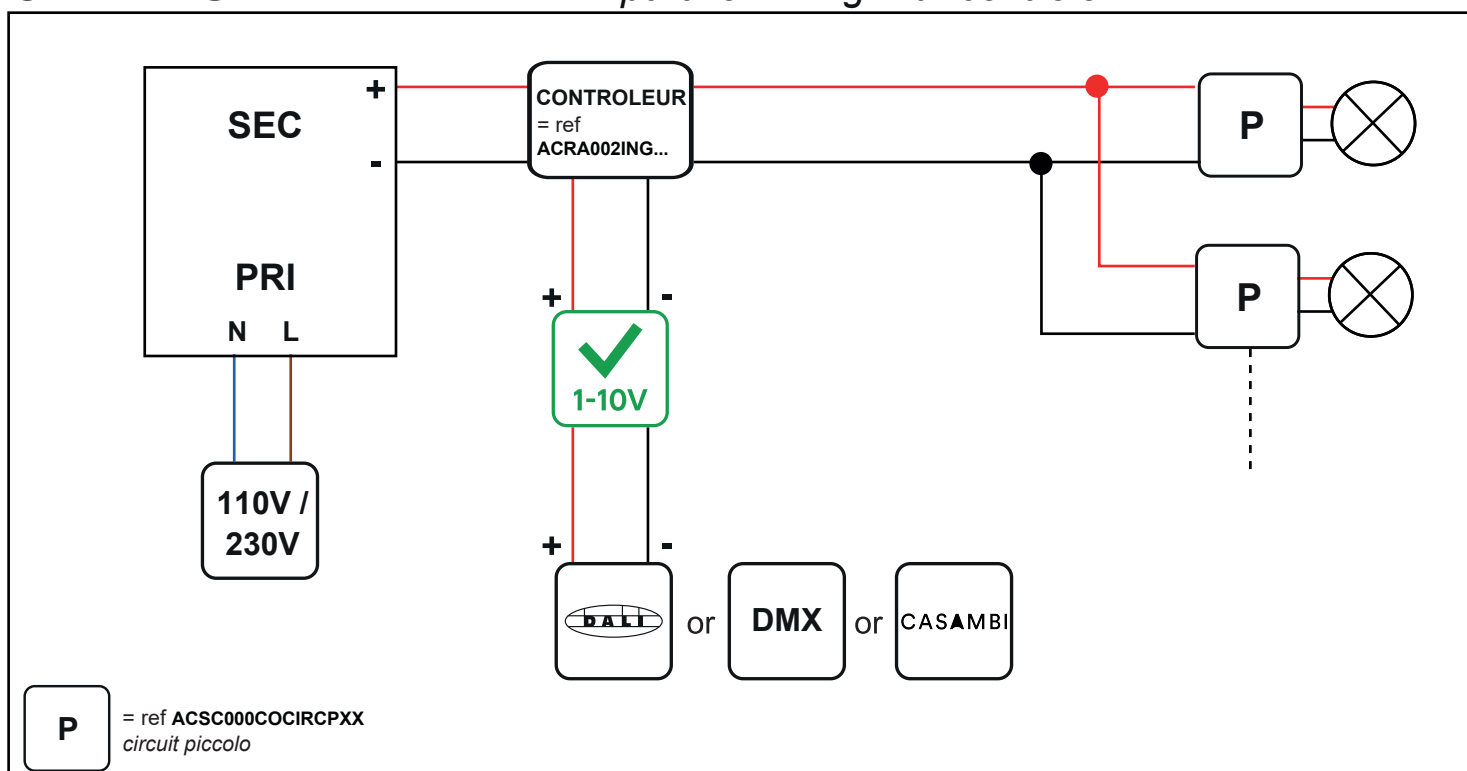 +
SEC
-
PRI
N L
110V /
230V
CONTROLEUR
= ref
ACRA002ING...
+ -
1-10V
+ -
DALI or DMX or CASAMBI
P
P
P
= ref ACSC000COCIRCPXX
circuit piccolo